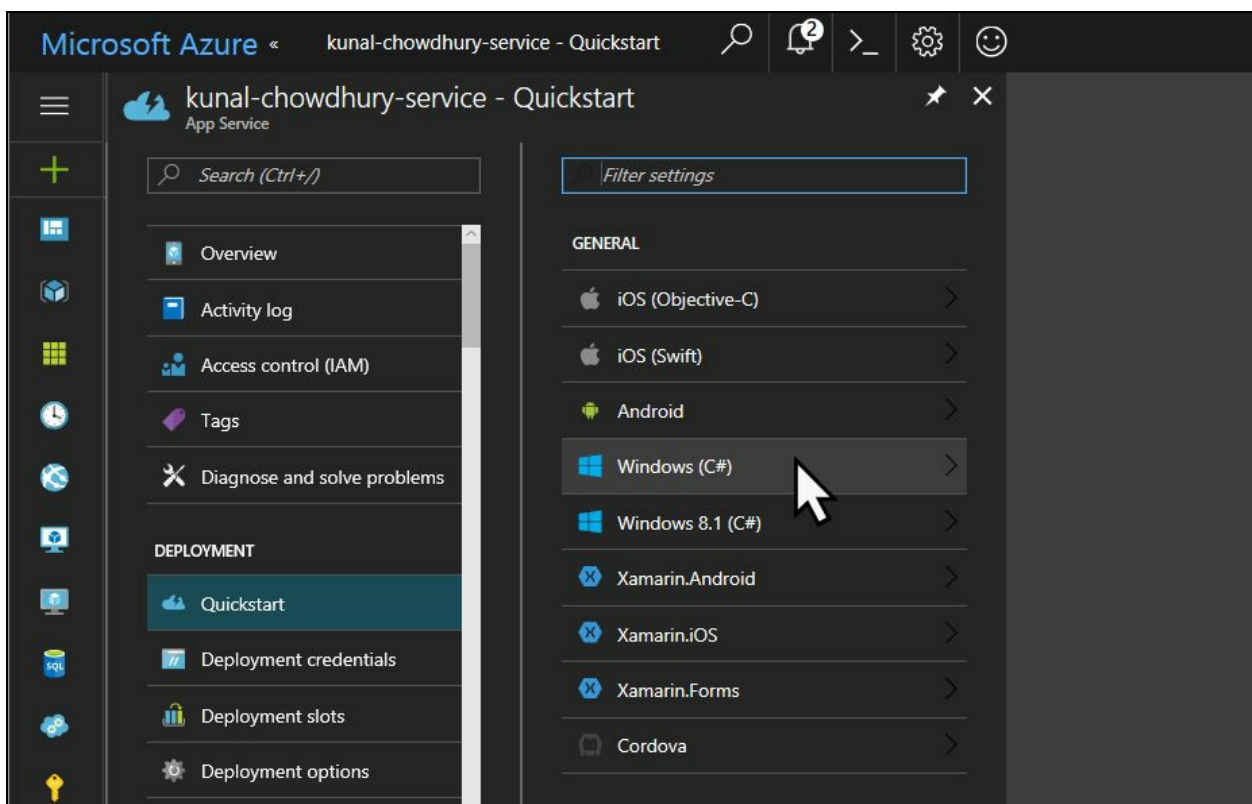 Microsoft Azure « kunal-chowdhury-service - Quickstart 2
kunal-chowdhury-service - Quickstart
App Service
Search (Ctrl+/)
Overview
Activity log
Access control (IAM)
Tags
Diagnose and solve problems
DEPLOYMENT
Quickstart
Deployment credentials
Deployment slots
Deployment options
SQL
Filter settings
GENERAL
iOS (Objective-C)
iOS (Swift)
Android
Windows (C#)
Windows 8.1 (C#)
Xamarin.Android
Xamarin.iOS
Xamarin.Forms
Cordova